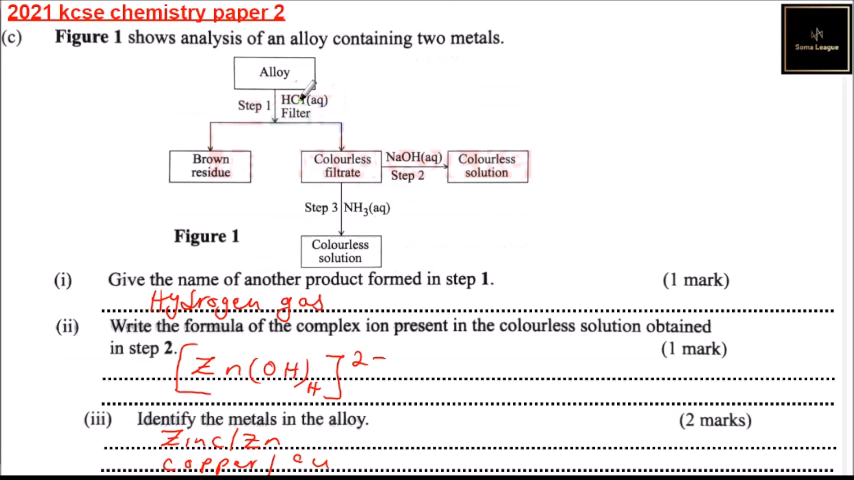 2021 kcse chemistry paper 2
(c) Figure 1 shows analysis of an alloy containing two metals.
Soma League
Alloy
Step 1 HCl(aq)
Filter
Brown residue
Colourless filtrate
NaOH(aq)
Step 2
Colourless solution
Step 3 NH₃(aq)
Colourless solution
Figure 1
(i) Give the name of another product formed in step 1. (1 mark)
Hydrogen gas
(ii) Write the formula of the complex ion present in the colourless solution obtained
in step 2. (1 mark)
[Zn(OH)₄]²⁻
(iii) Identify the metals in the alloy. (2 marks)
Zinc/Zn
copper/cu